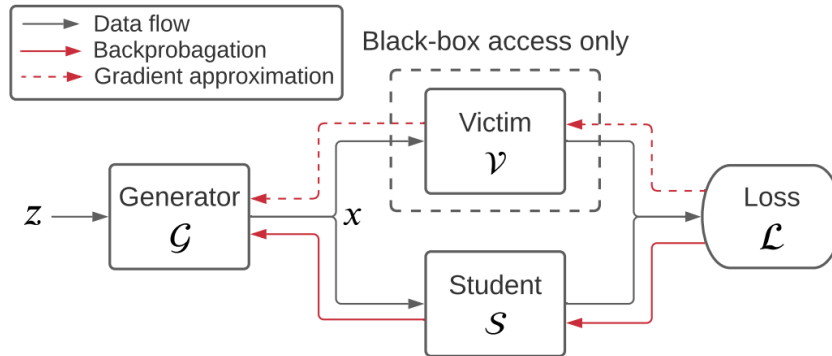 Data flow
Backprobagation
Gradient approximation
Black-box access only
Victim
𝒱
z
Generator
𝒢
x
Loss
ℒ
Student
𝒮